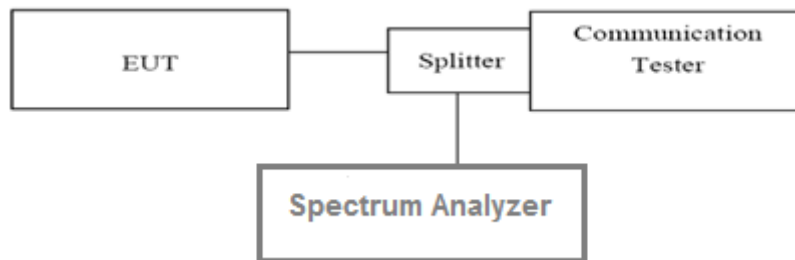 EUT
Splitter
Communication
Tester
Spectrum Analyzer